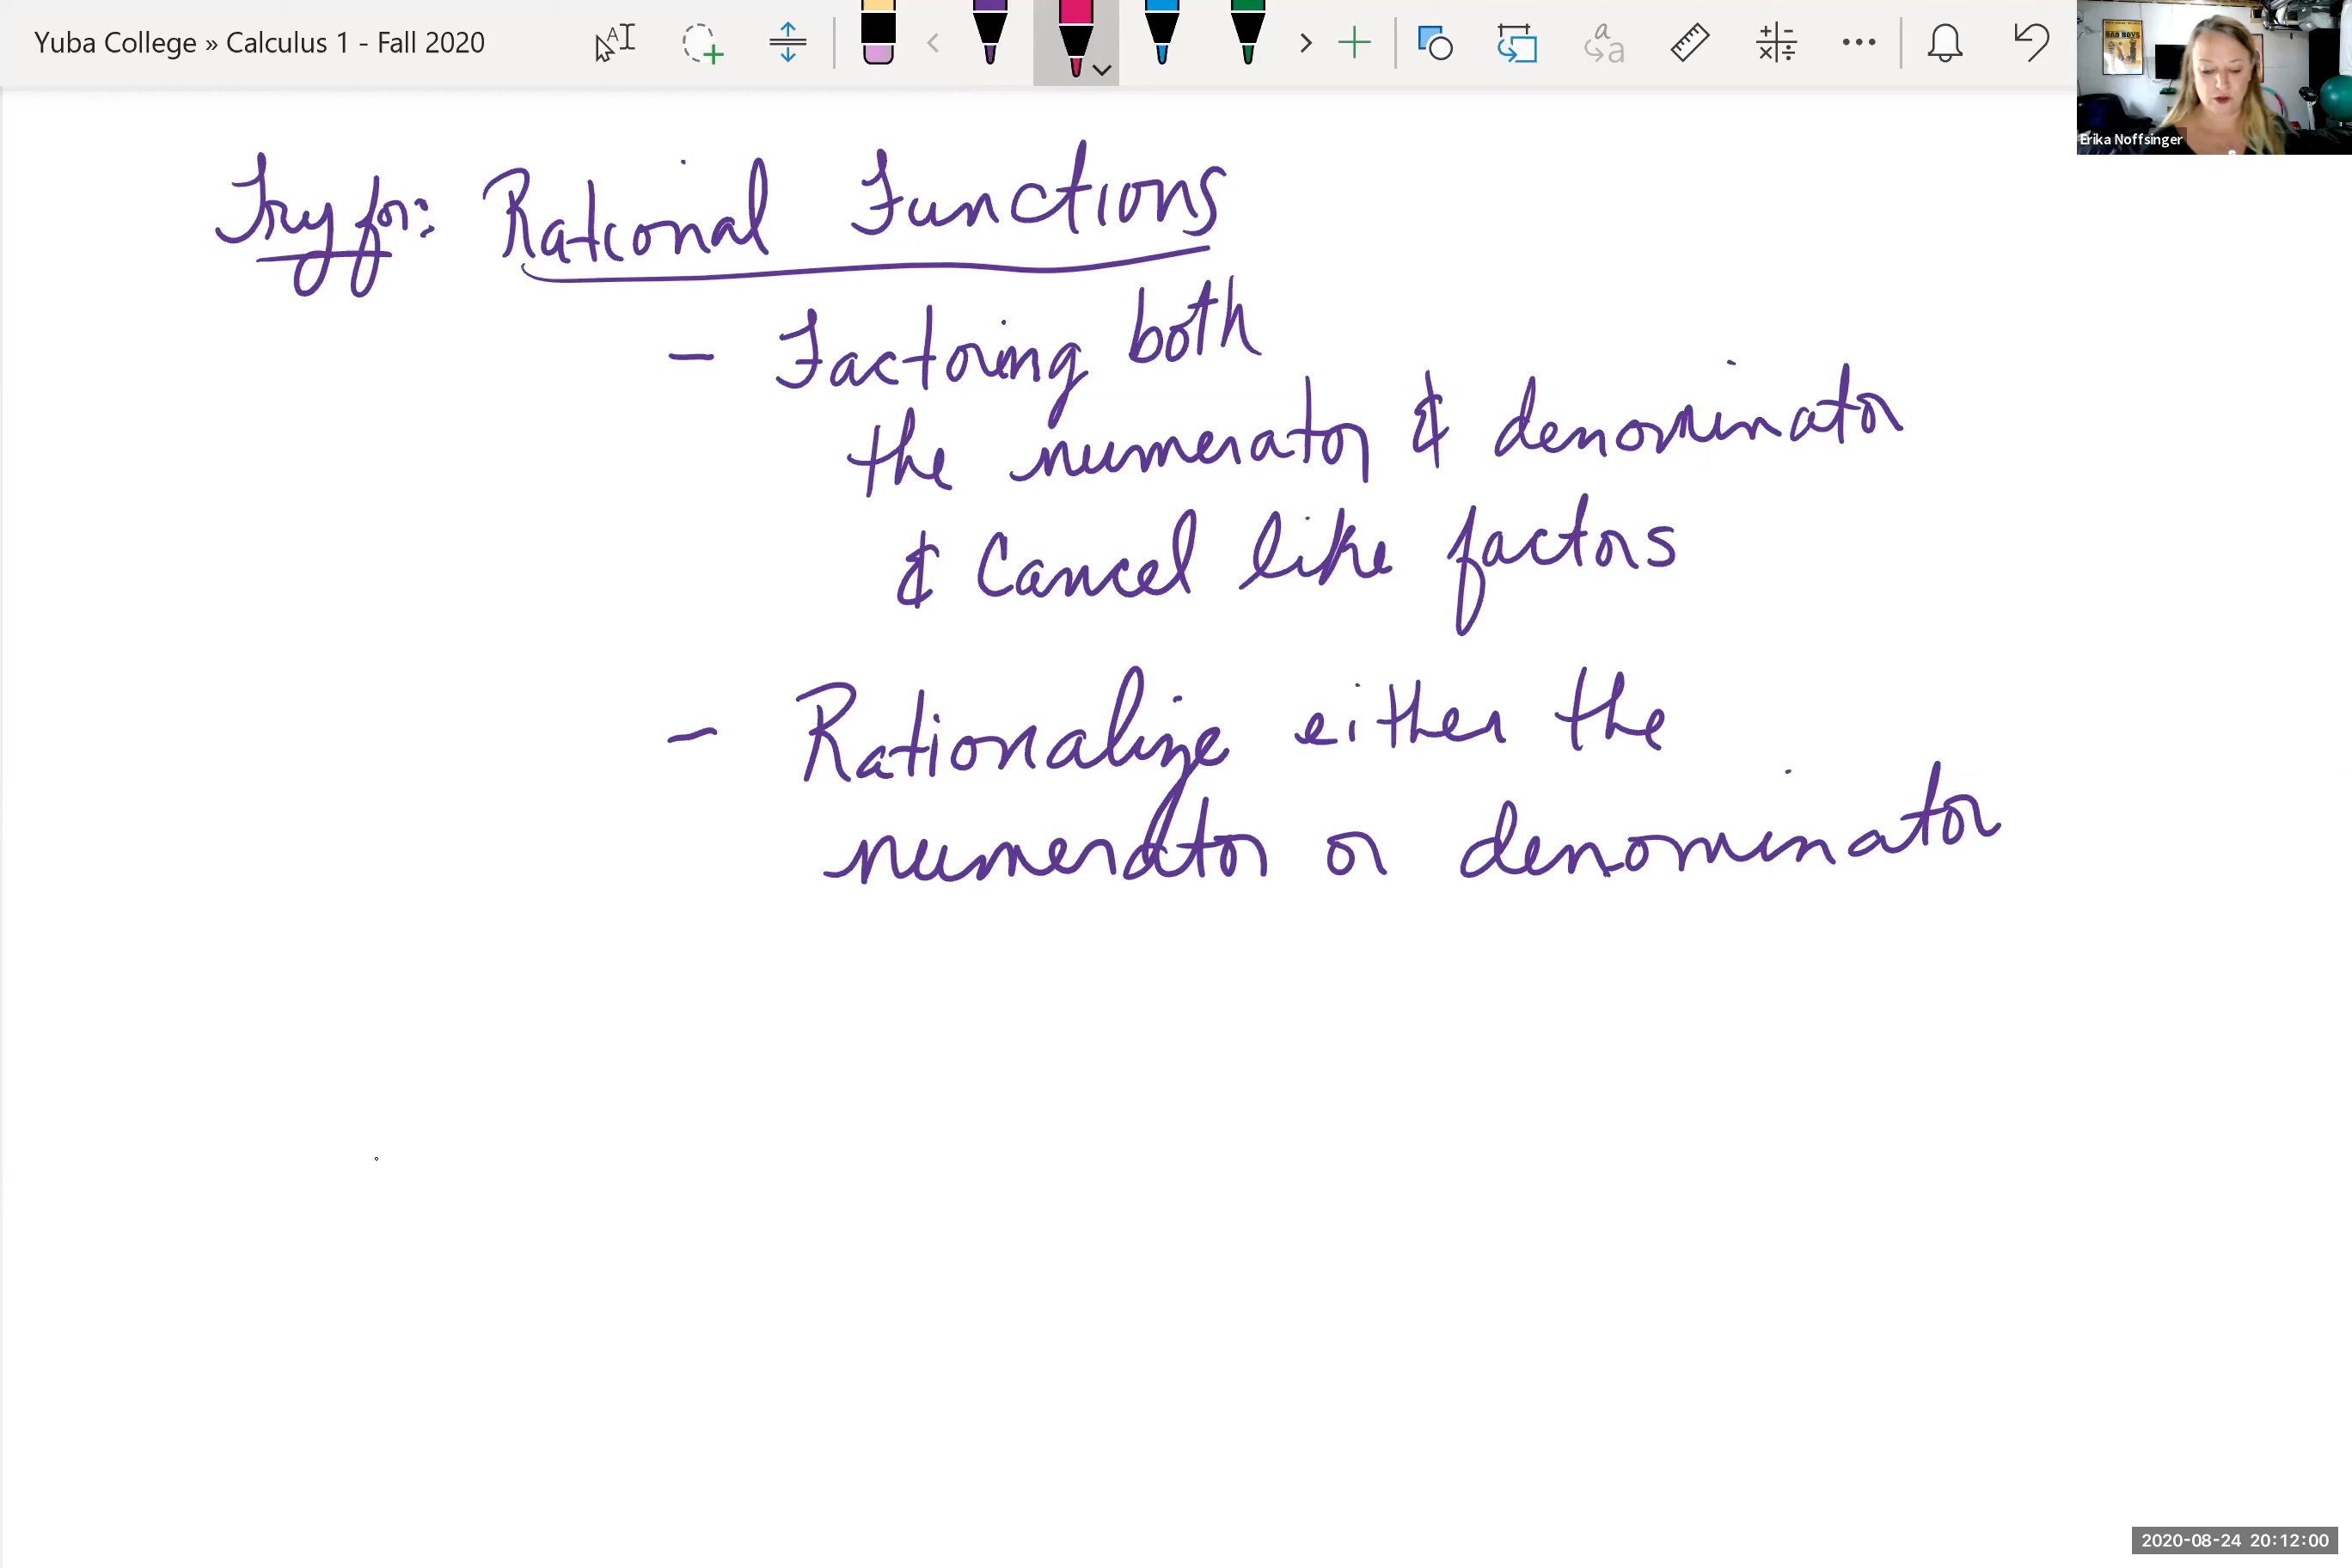 Yuba College » Calculus 1 - Fall 2020
Erika Noffsinger
Try for: Rational Functions
- Factoring both
the numerator & denominator
& Cancel like factors
- Rationalize either the
numerator or denominator
2020-08-24 20:12:00